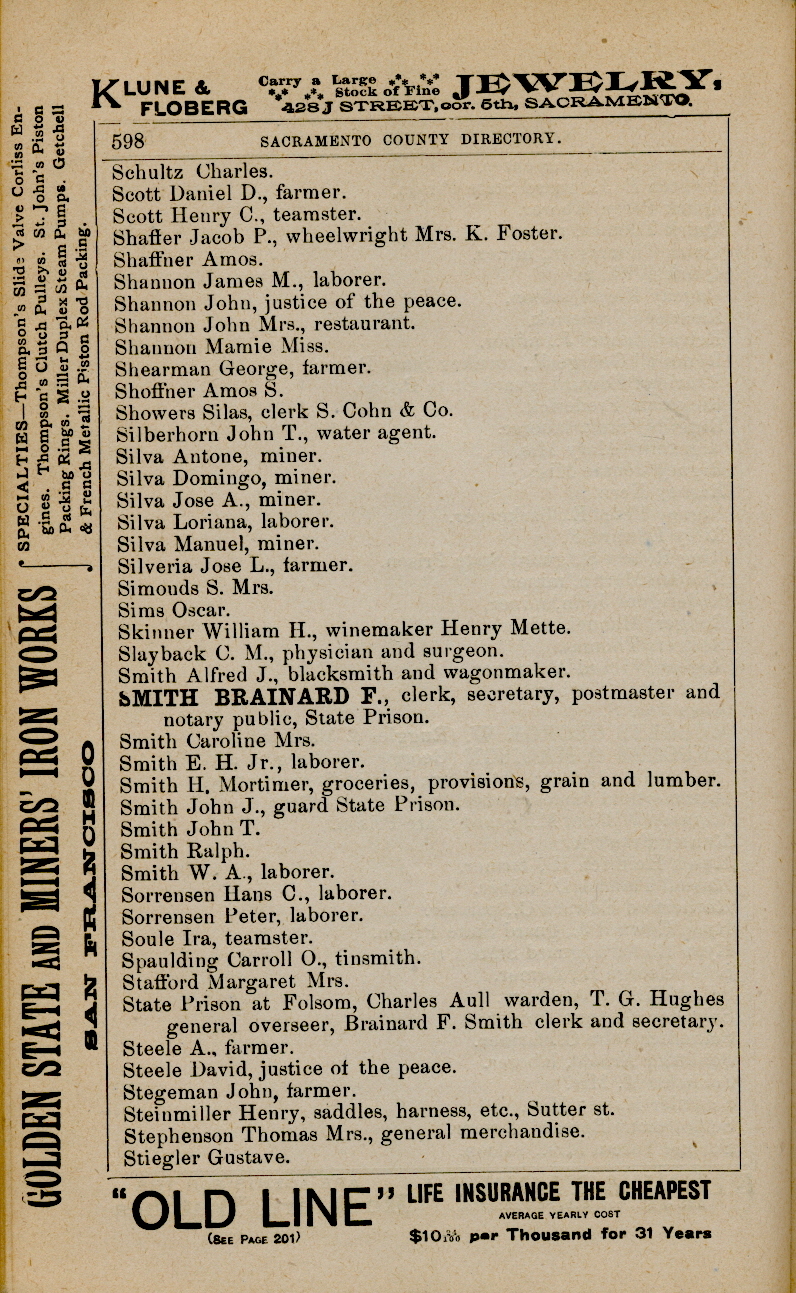 KLUNE & FLOBERG Carry a Large Stock of Fine JEWELRY,
428 J STREET, cor. 5th, SACRAMENTO.
598 SACRAMENTO COUNTY DIRECTORY.
Schultz Charles.
Scott Daniel D., farmer.
Scott Henry C., teamster.
Shaffer Jacob P., wheelwright Mrs. K. Foster.
Shaffner Amos.
Shannon James M., laborer.
Shannon John, justice of the peace.
Shannon John Mrs., restaurant.
Shannon Mamie Miss.
Shearman George, farmer.
Shoffner Amos S.
Showers Silas, clerk S. Cohn & Co.
Silberhorn John T., water agent.
Silva Antone, miner.
Silva Domingo, miner.
Silva Jose A., miner.
Silva Loriana, laborer.
Silva Manuel, miner.
Silveria Jose L., farmer.
Simonds S. Mrs.
Sims Oscar.
Skinner William H., winemaker Henry Mette.
Slayback C. M., physician and surgeon.
Smith Alfred J., blacksmith and wagonmaker.
SMITH BRAINARD F., clerk, secretary, postmaster and
notary public, State Prison.
Smith Caroline Mrs.
Smith E. H. Jr., laborer.
Smith H. Mortimer, groceries, provisions, grain and lumber.
Smith John J., guard State Prison.
Smith John T.
Smith Ralph.
Smith W. A., laborer.
Sorrensen Hans C., laborer.
Sorrensen Peter, laborer.
Soule Ira, teamster.
Spaulding Carroll O., tinsmith.
Stafford Margaret Mrs.
State Prison at Folsom, Charles Aull warden, T. G. Hughes
general overseer, Brainard F. Smith clerk and secretary.
Steele A., farmer.
Steele David, justice of the peace.
Stegeman John, farmer.
Steinmiller Henry, saddles, harness, etc., Sutter st.
Stephenson Thomas Mrs., general merchandise.
Stiegler Gustave.
"OLD LINE" LIFE INSURANCE THE CHEAPEST
AVERAGE YEARLY COST
(SEE PAGE 201) $10 per Thousand for 31 Years
GOLDEN STATE AND MINERS' IRON WORKS
SAN FRANCISCO
SPECIALTIES—Thompson's Slide Valve Corliss En-
gines. Thompson's Clutch Pulleys. St. John's Piston
Packing Rings. Miller Duplex Steam Pumps. Getchell
& French Metallic Piston Rod Packing.